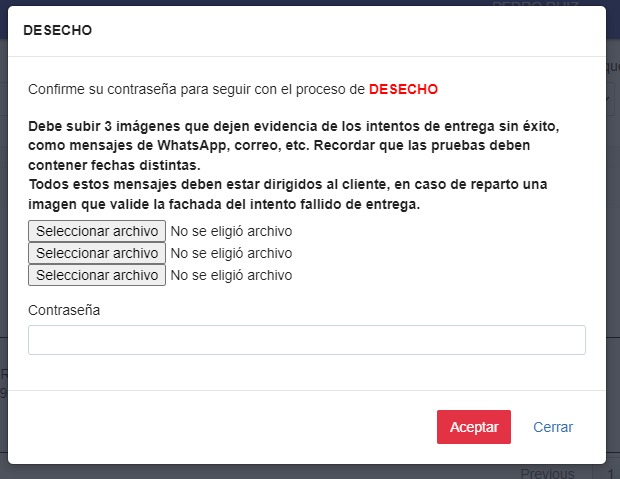 PEDRO RUIZ
DESECHO
Confirme su contraseña para seguir con el proceso de DESECHO
Debe subir 3 imágenes que dejen evidencia de los intentos de entrega sin éxito,
como mensajes de WhatsApp, correo, etc. Recordar que las pruebas deben
contener fechas distintas.
Todos estos mensajes deben estar dirigidos al cliente, en caso de reparto una
imagen que valide la fachada del intento fallido de entrega.
Seleccionar archivo No se eligió archivo
Seleccionar archivo No se eligió archivo
Seleccionar archivo No se eligió archivo
Contraseña
Aceptar Cerrar
Previous 1